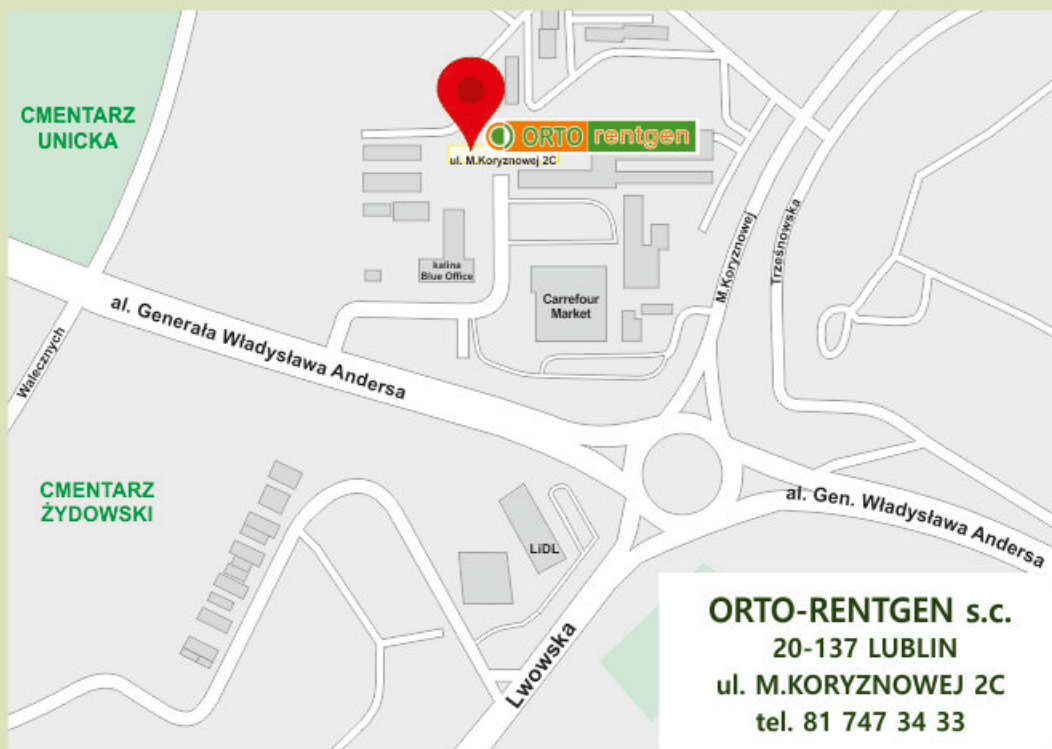 CMENTARZ
UNICKA
ORTO rentgen
ul. M.Koryznowej 2C
kalina
Blue Office
Carrefour
Market
M.Koryznowej
Trześnowska
al. Generała Władysława Andersa
Walecznych
CMENTARZ
ŻYDOWSKI
LiDL
al. Gen. Władysława Andersa
Lwowska
ORTO-RENTGEN s.c.
20-137 LUBLIN
ul. M.KORYZNOWEJ 2C
tel. 81 747 34 33